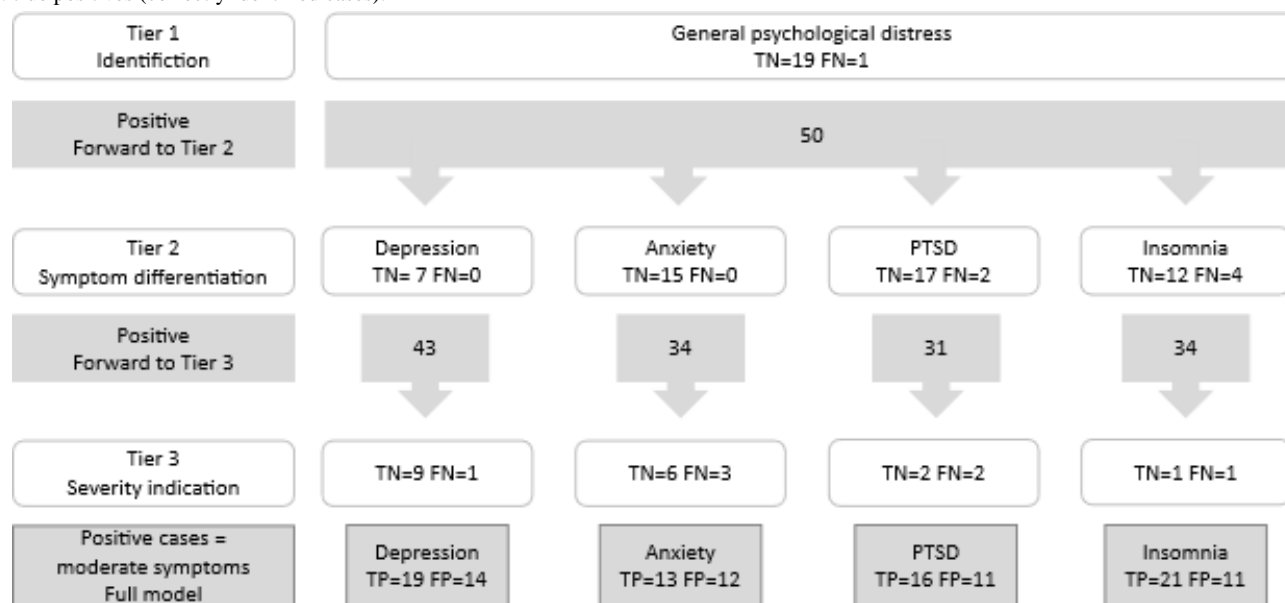 Tier 1
Identifiction
General psychological distress
TN=19 FN=1
Positive
Forward to Tier 2
50
Tier 2
Symptom differentiation
Depression
TN= 7 FN=0
Anxiety
TN=15 FN=0
PTSD
TN=17 FN=2
Insomnia
TN=12 FN=4
Positive
Forward to Tier 3
43
34
31
34
Tier 3
Severity indication
TN=9 FN=1
TN=6 FN=3
TN=2 FN=2
TN=1 FN=1
Positive cases =
moderate symptoms
Full model
Depression
TP=19 FP=14
Anxiety
TP=13 FP=12
PTSD
TP=16 FP=11
Insomnia
TP=21 FP=11